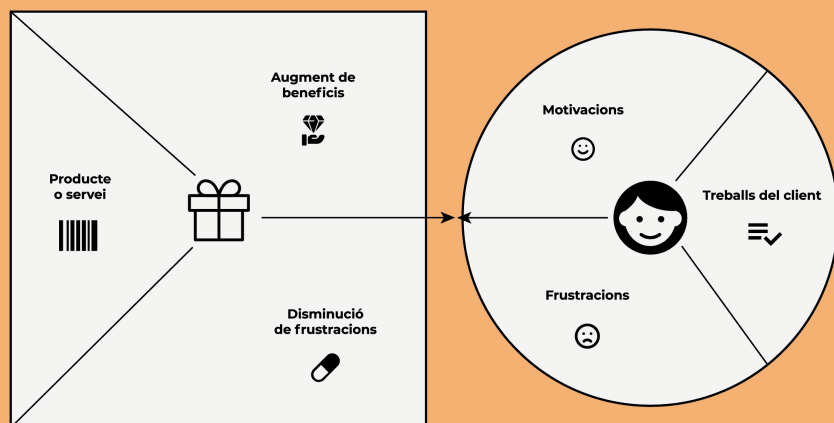 Augment de
beneficis
Producte
o servei
Disminució
de frustracions
Motivacions
Treballs del client
Frustracions